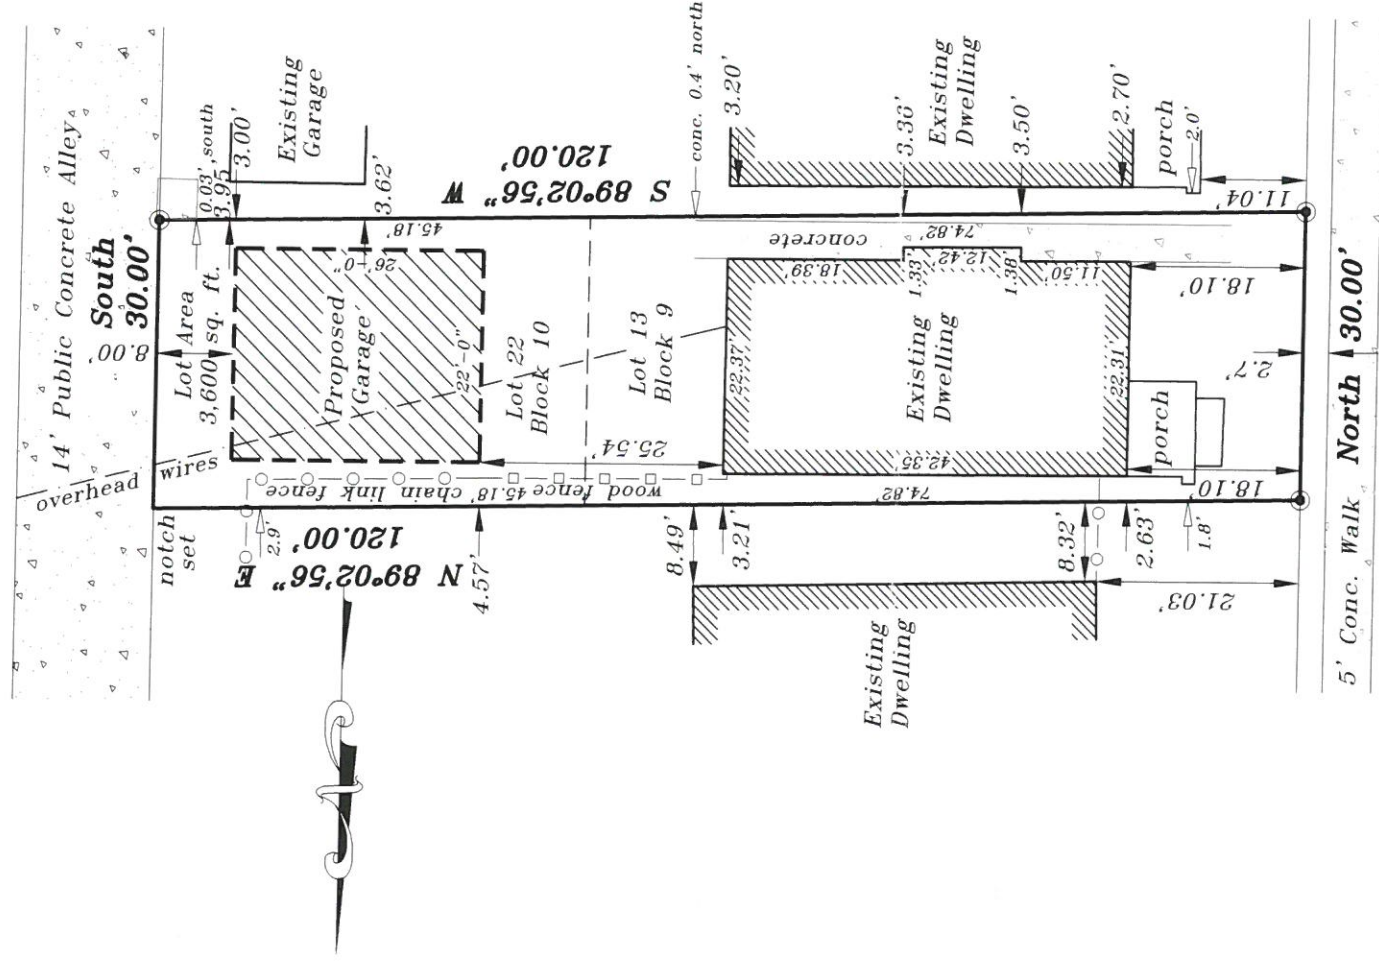 14' Public Concrete Alley
overhead wires
South
30.00'
8.00'
Lot Area
3,600 sq. ft.
0.03' south
3.95'
3.00'
Existing
Garage
3.62'
S 89°02'56" W
120.00'
45.18'
26'-0"
Proposed
Garage
22'-0"
Lot 22
Block 10
Lot 13
Block 9
25.54'
wood fence
45.18'
chain link fence
notch
set
2.9'
N 89°02'56" E
120.00'
4.57'
conc. 0.4' north
3.20'
3.36'
Existing
Dwelling
3.50'
2.70'
porch
2.0'
11.04'
concrete
74.82'
18.39'
1.33'
12.42'
1.38'
11.50'
18.10'
22.37'
Existing
Dwelling
22.31'
42.35'
porch
2.7'
74.82'
18.10'
8.49'
3.21'
8.32'
2.63'
1.8'
21.03'
Existing
Dwelling
5' Conc. Walk
North
30.00'